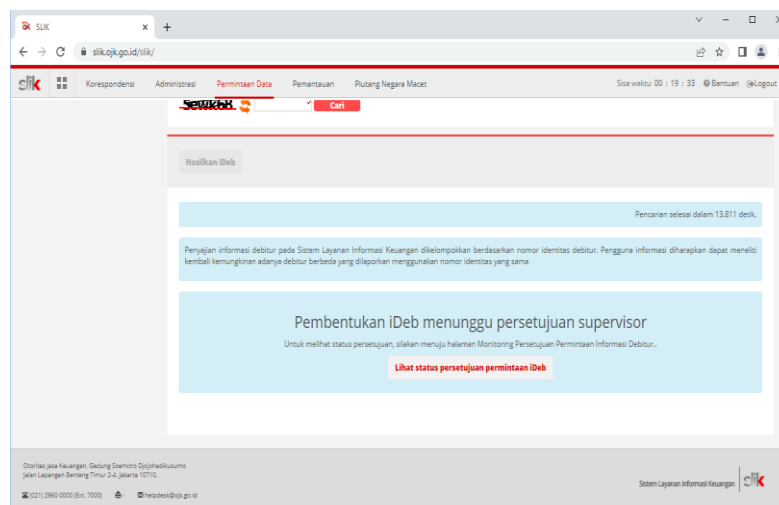 SLIK
slik.ojk.go.id/slik/
slik Korespondensi Administrasi Permintaan Data Pemantauan Piutang Negara Macet Sisa waktu 00 : 19 : 33 Bantuan Logout
Cari
Hasilkan iDeb
Pencarian selesai dalam 13.811 detik.
Penyajian informasi debitur pada Sistem Layanan Informasi Keuangan dikelompokkan berdasarkan nomor identitas debitur. Pengguna informasi diharapkan dapat meneliti
kembali kemungkinan adanya debitur berbeda yang dilaporkan menggunakan nomor identitas yang sama
Pembentukan iDeb menunggu persetujuan supervisor
Untuk melihat status persetujuan, silakan menuju halaman Monitoring Persetujuan Permintaan Informasi Debitur..
Lihat status persetujuan permintaan iDeb
Otoritas Jasa Keuangan, Gedung Soemitro Djojohadikusumo
Jalan Lapangan Banteng Timur 2-4. Jakarta 10710.
(021) 2960 0000 (Ext. 7000) - helpdesk@ojk.go.id
Sistem Layanan Informasi Keuangan slik